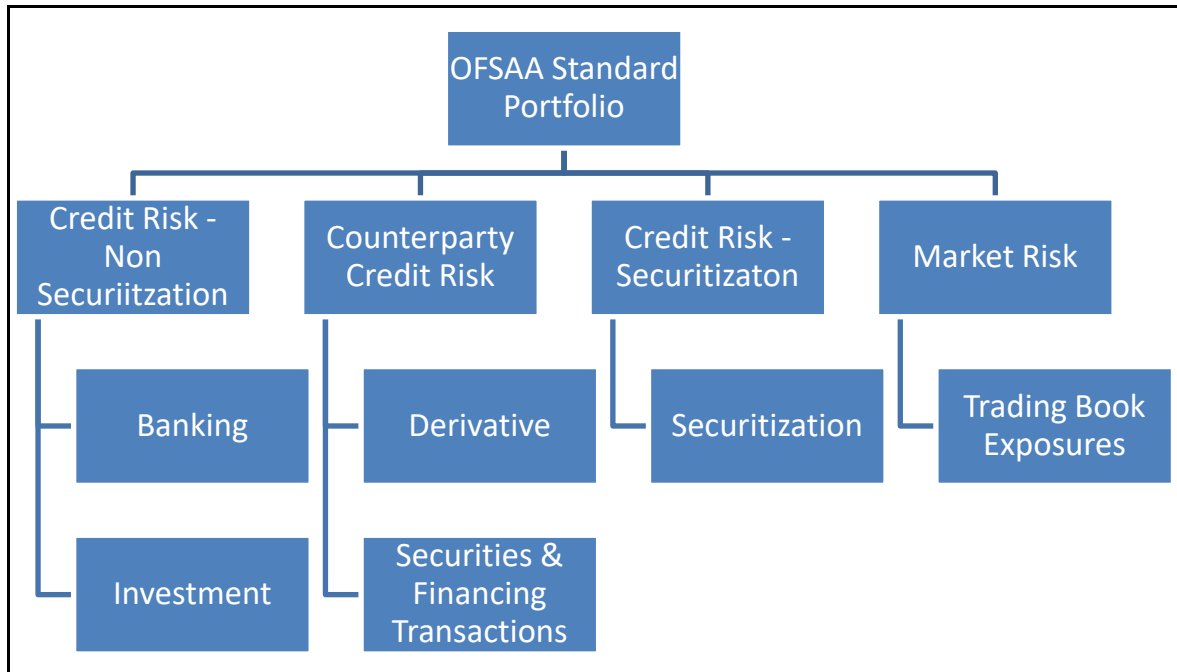 OFSAA Standard
Portfolio
Credit Risk -
Non
Securiitzation
Counterparty
Credit Risk
Credit Risk -
Securitizaton
Market Risk
Banking
Derivative
Securitization
Trading Book
Exposures
Investment
Securities &
Financing
Transactions